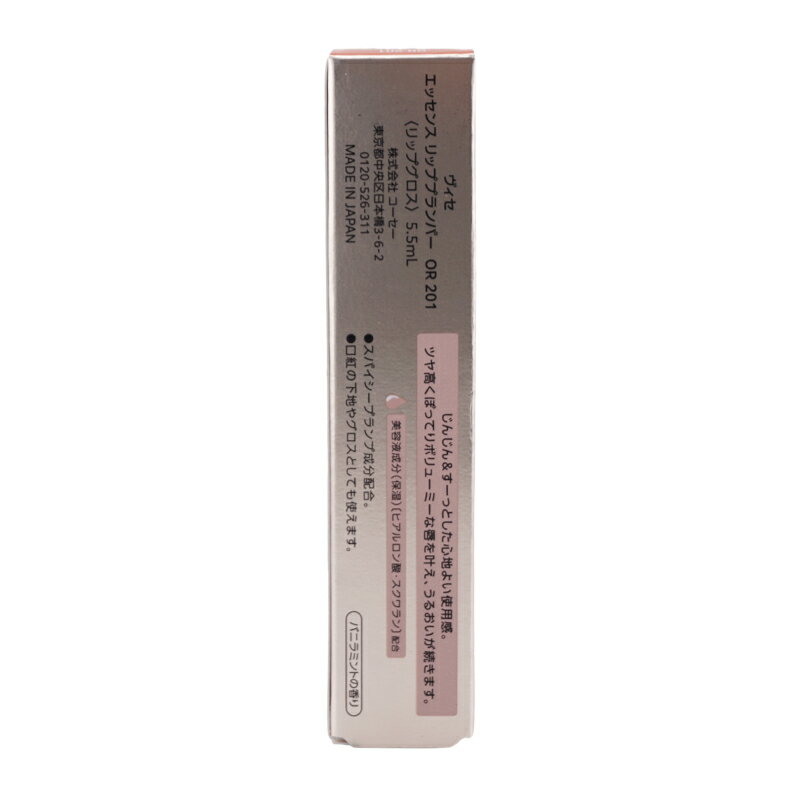 ヴィセ
エッセンス リッププランパー OR 201
〈リップグロス〉 5.5mL
株式会社 コーセー
東京都中央区日本橋3-6-2
0120-526-311
MADE IN JAPAN
じんじん&すーっとした心地よい使用感。
ツヤ高くぽってりボリューミーな唇を叶え、うるおいが続きます。
美容液成分(保湿)〔ヒアルロン酸・スクワラン〕配合
●スパイシープランプ成分配合。
●口紅の下地やグロスとしても使えます。
バニラミントの香り